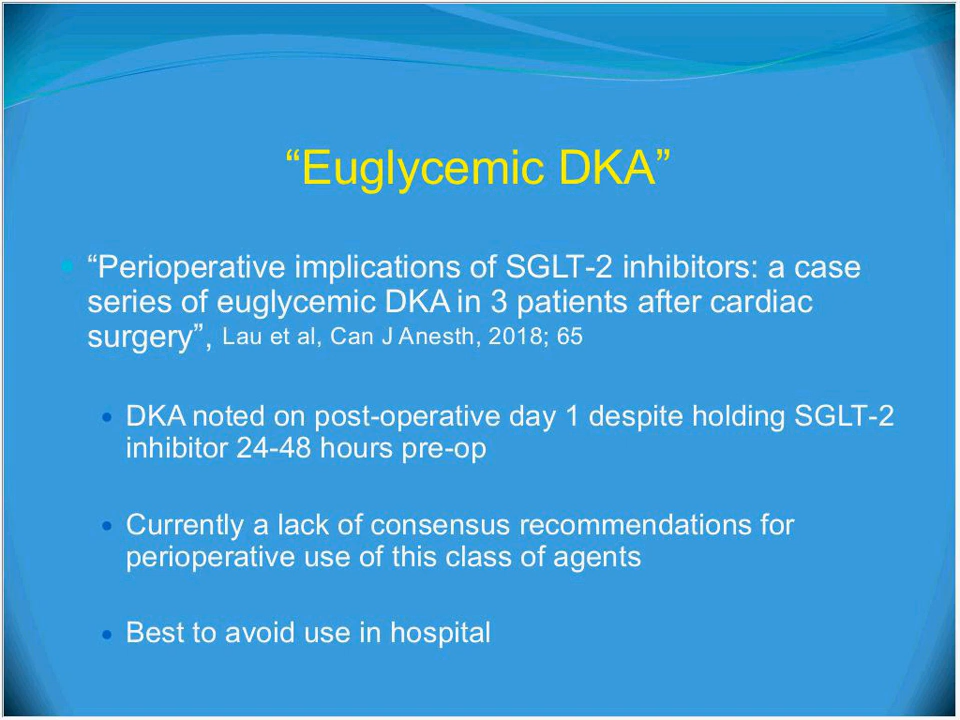 “Euglycemic DKA”
“Perioperative implications of SGLT-2 inhibitors: a case
series of euglycemic DKA in 3 patients after cardiac
surgery”, Lau et al, Can J Anesth, 2018; 65
DKA noted on post-operative day 1 despite holding SGLT-2
inhibitor 24-48 hours pre-op
Currently a lack of consensus recommendations for
perioperative use of this class of agents
Best to avoid use in hospital